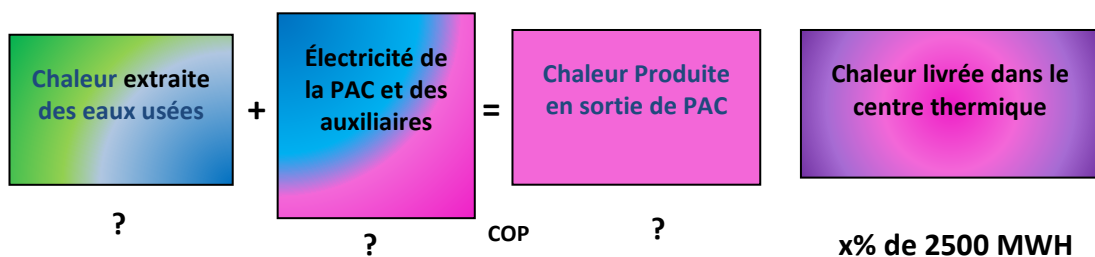 Chaleur extraite
des eaux usées
+
Électricité de
la PAC et des
auxiliaires
=
Chaleur Produite
en sortie de PAC
Chaleur livrée dans le
centre thermique
?
?
COP
?
x% de 2500 MWH